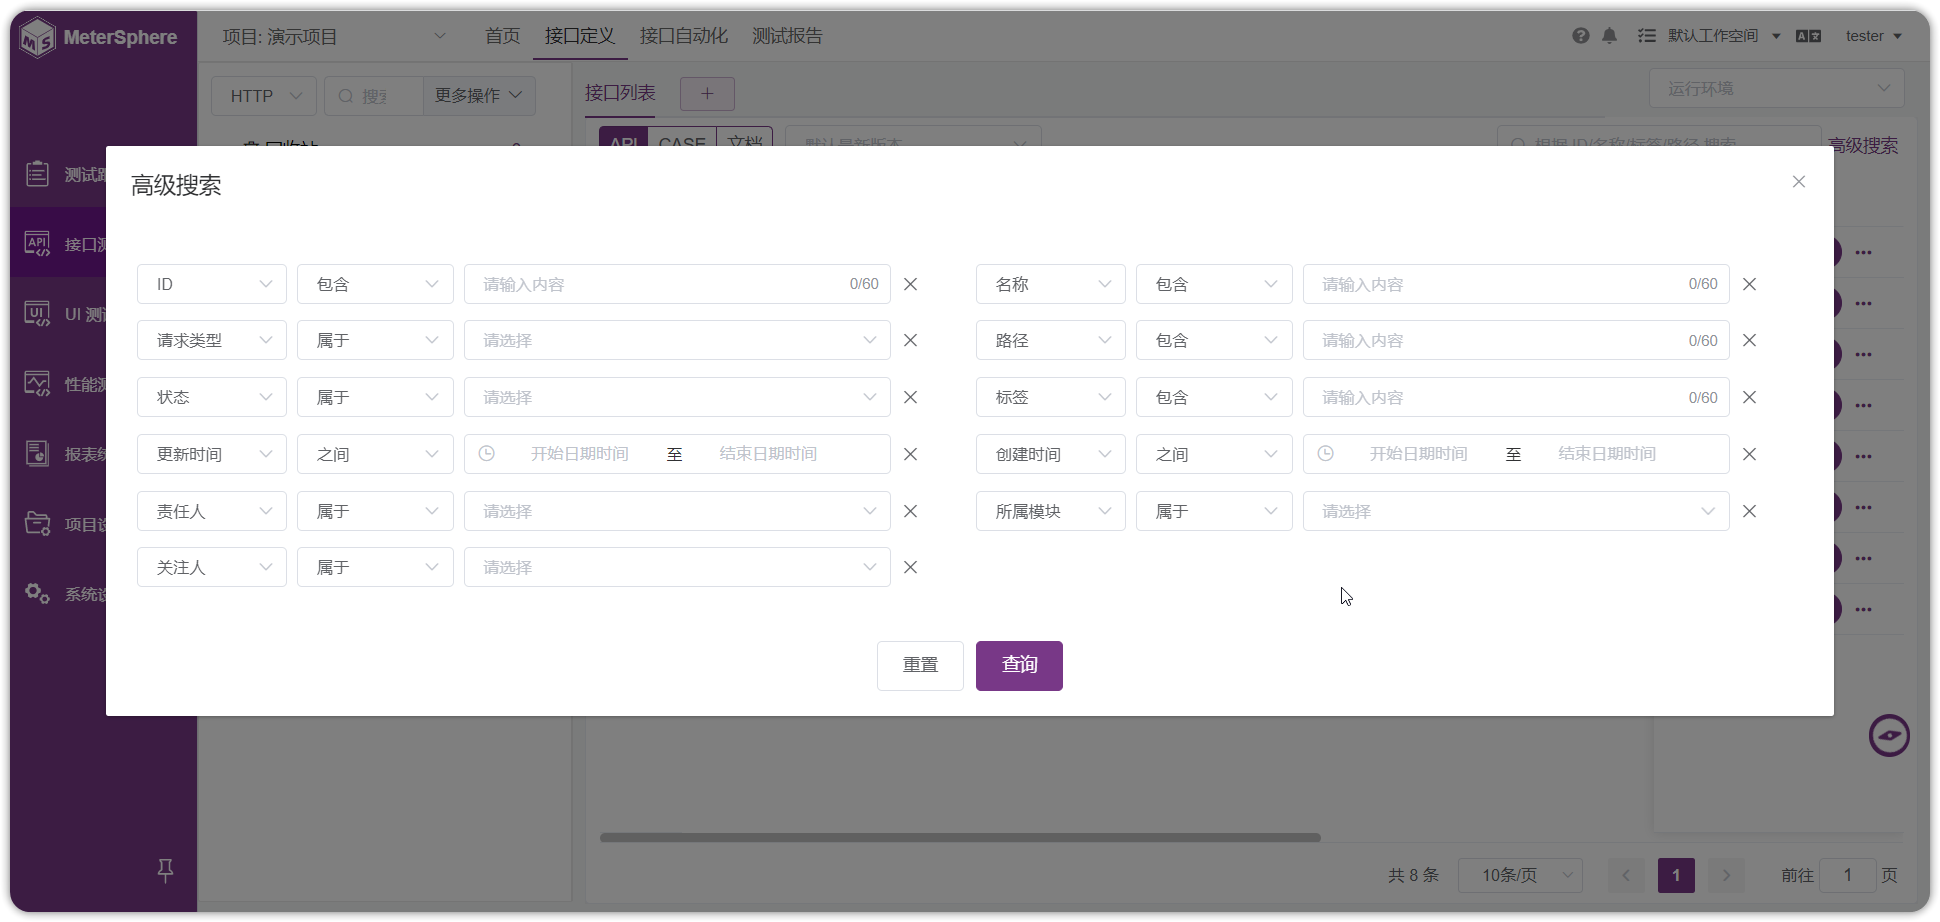 MeterSphere
项目: 演示项目
首页 接口定义 接口自动化 测试报告
默认工作空间
tester
HTTP
更多操作
接口列表
+
运行环境
API CASE 文档
高级搜索
测试
接口测
UI 测
性能测
报表
项目
系统
高级搜索
ID 包含 请输入内容 0/60
名称 包含 请输入内容 0/60
请求类型 属于 请选择
路径 包含 请输入内容 0/60
状态 属于 请选择
标签 包含 请输入内容 0/60
更新时间 之间 开始日期时间 至 结束日期时间
创建时间 之间 开始日期时间 至 结束日期时间
责任人 属于 请选择
所属模块 属于 请选择
关注人 属于 请选择
重置 查询
共 8 条 10条/页 1 前往 1 页